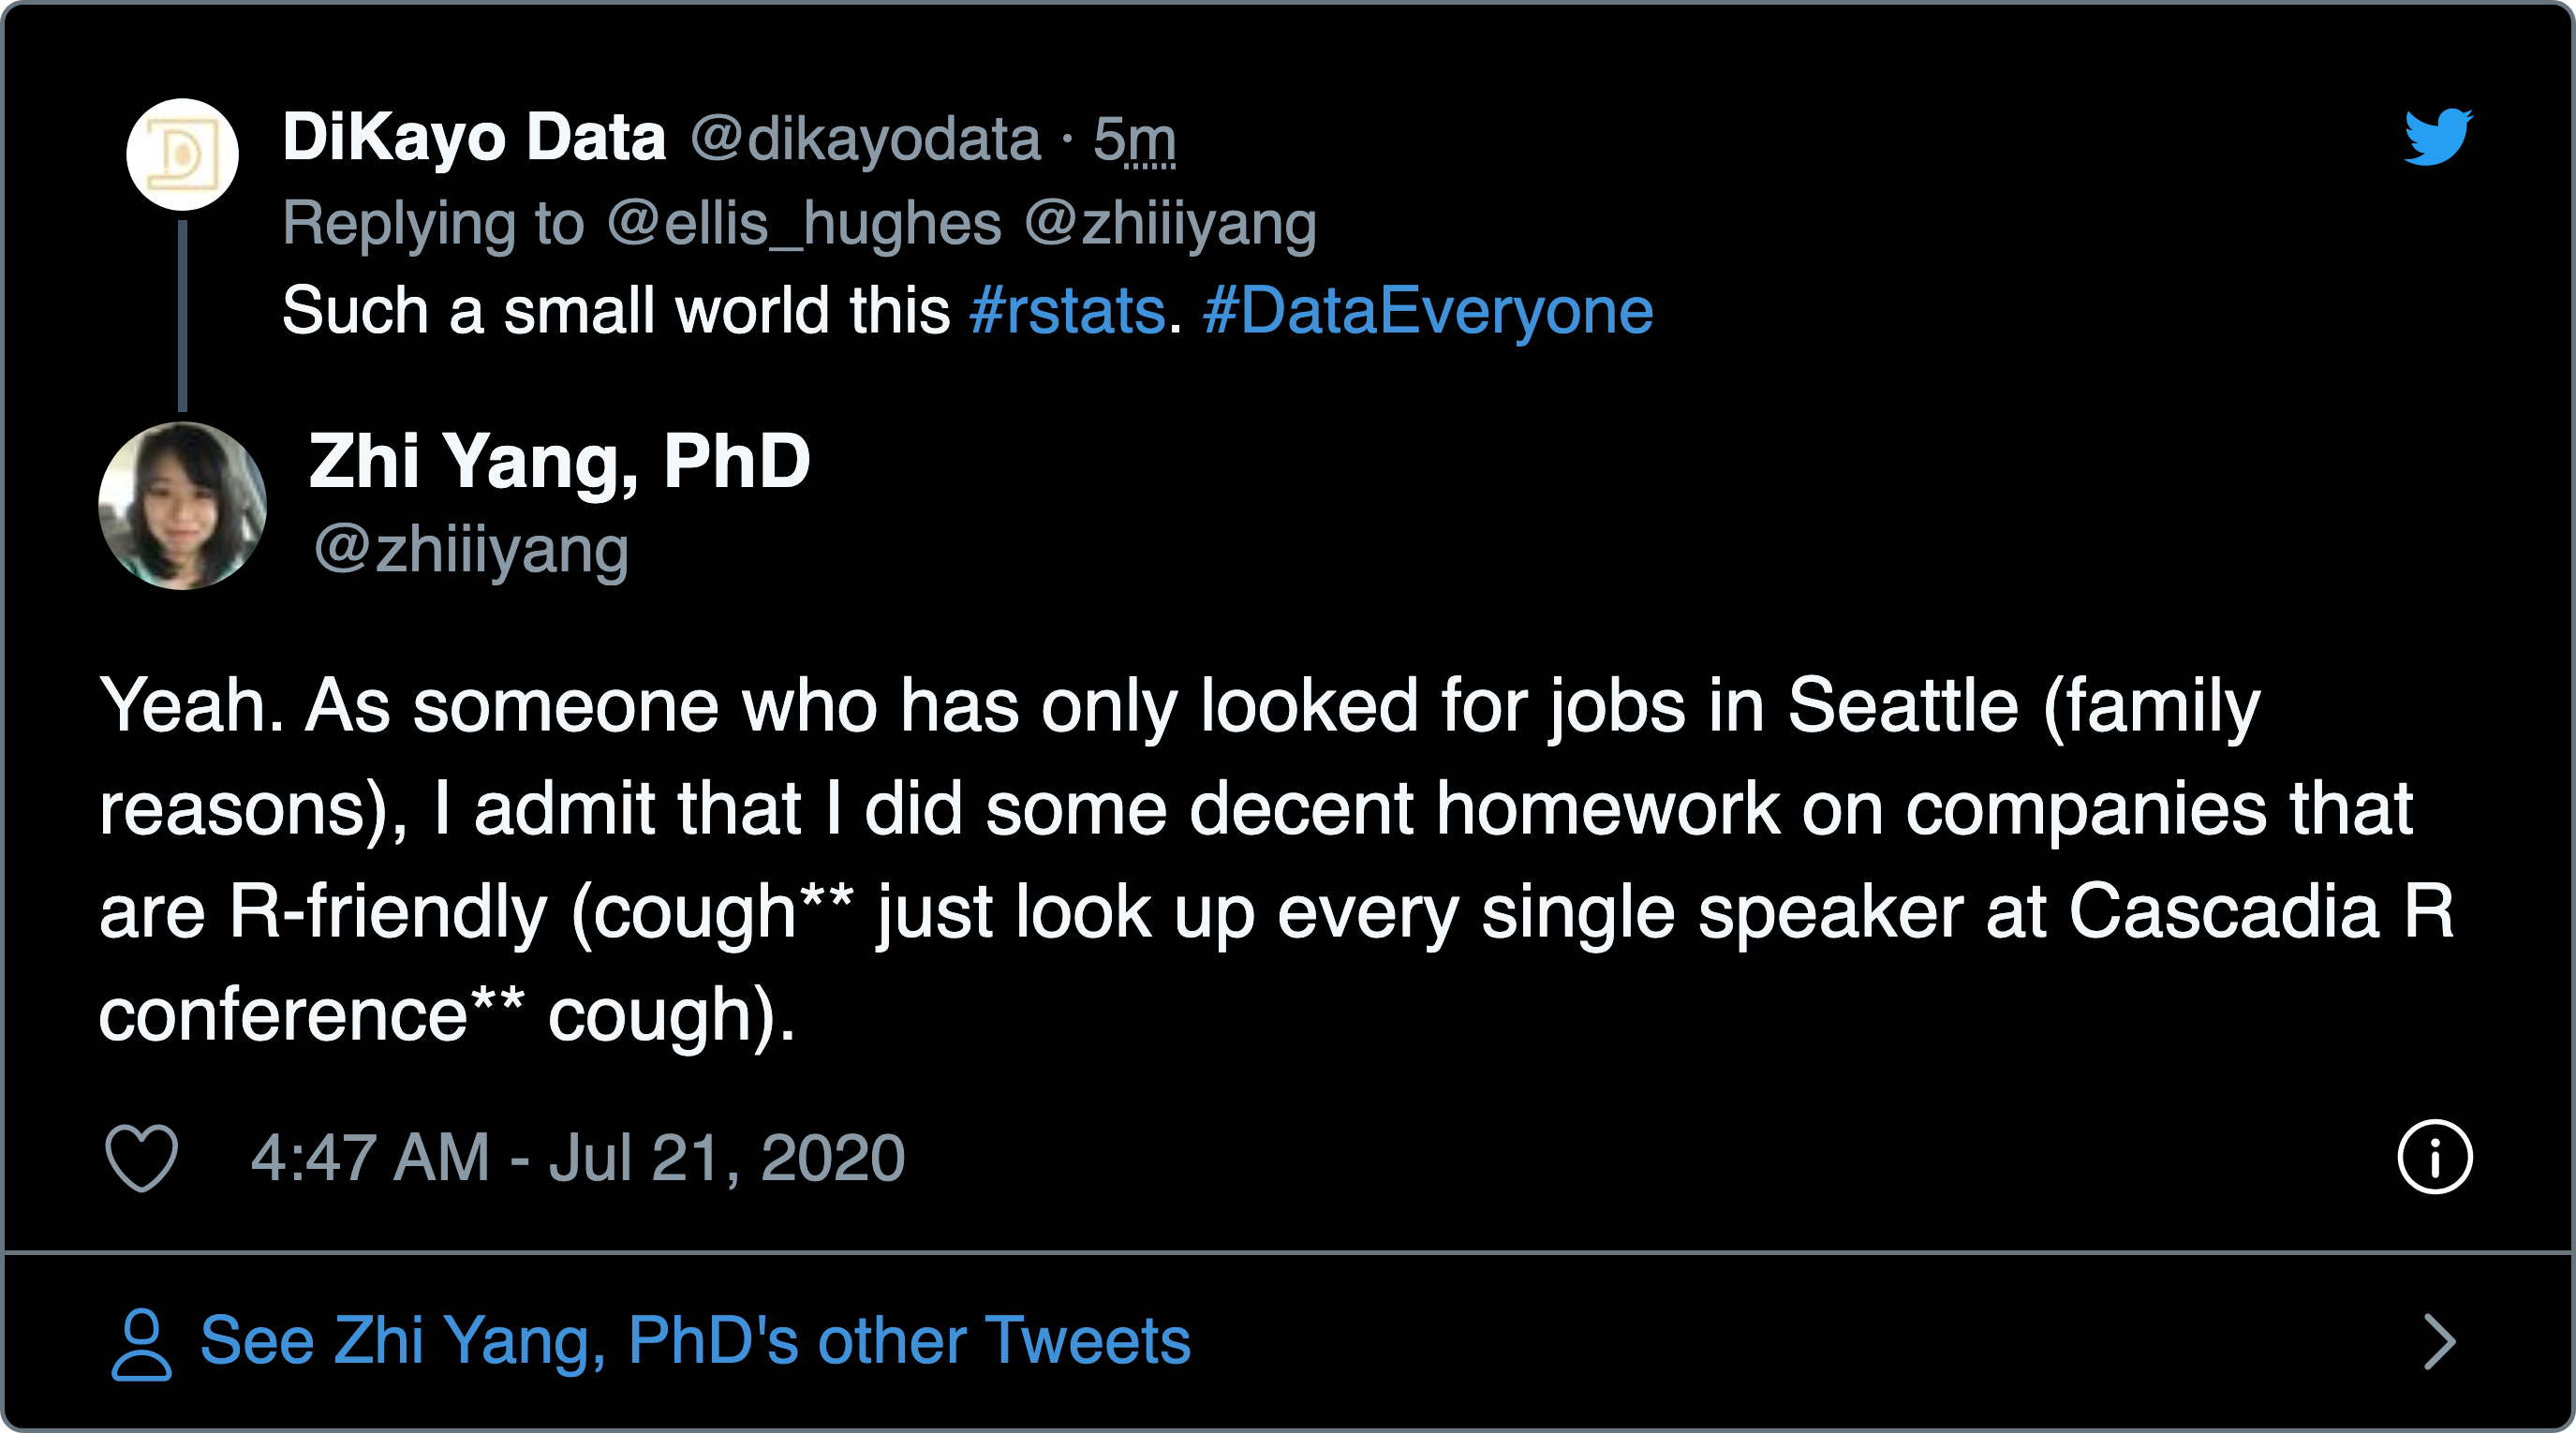 DiKayo Data @dikayodata · 5m
Replying to @ellis_hughes @zhiiiyang
Such a small world this #rstats. #DataEveryone
Zhi Yang, PhD
@zhiiiyang
Yeah. As someone who has only looked for jobs in Seattle (family
reasons), I admit that I did some decent homework on companies that
are R-friendly (cough** just look up every single speaker at Cascadia R
conference** cough).
4:47 AM - Jul 21, 2020
See Zhi Yang, PhD's other Tweets